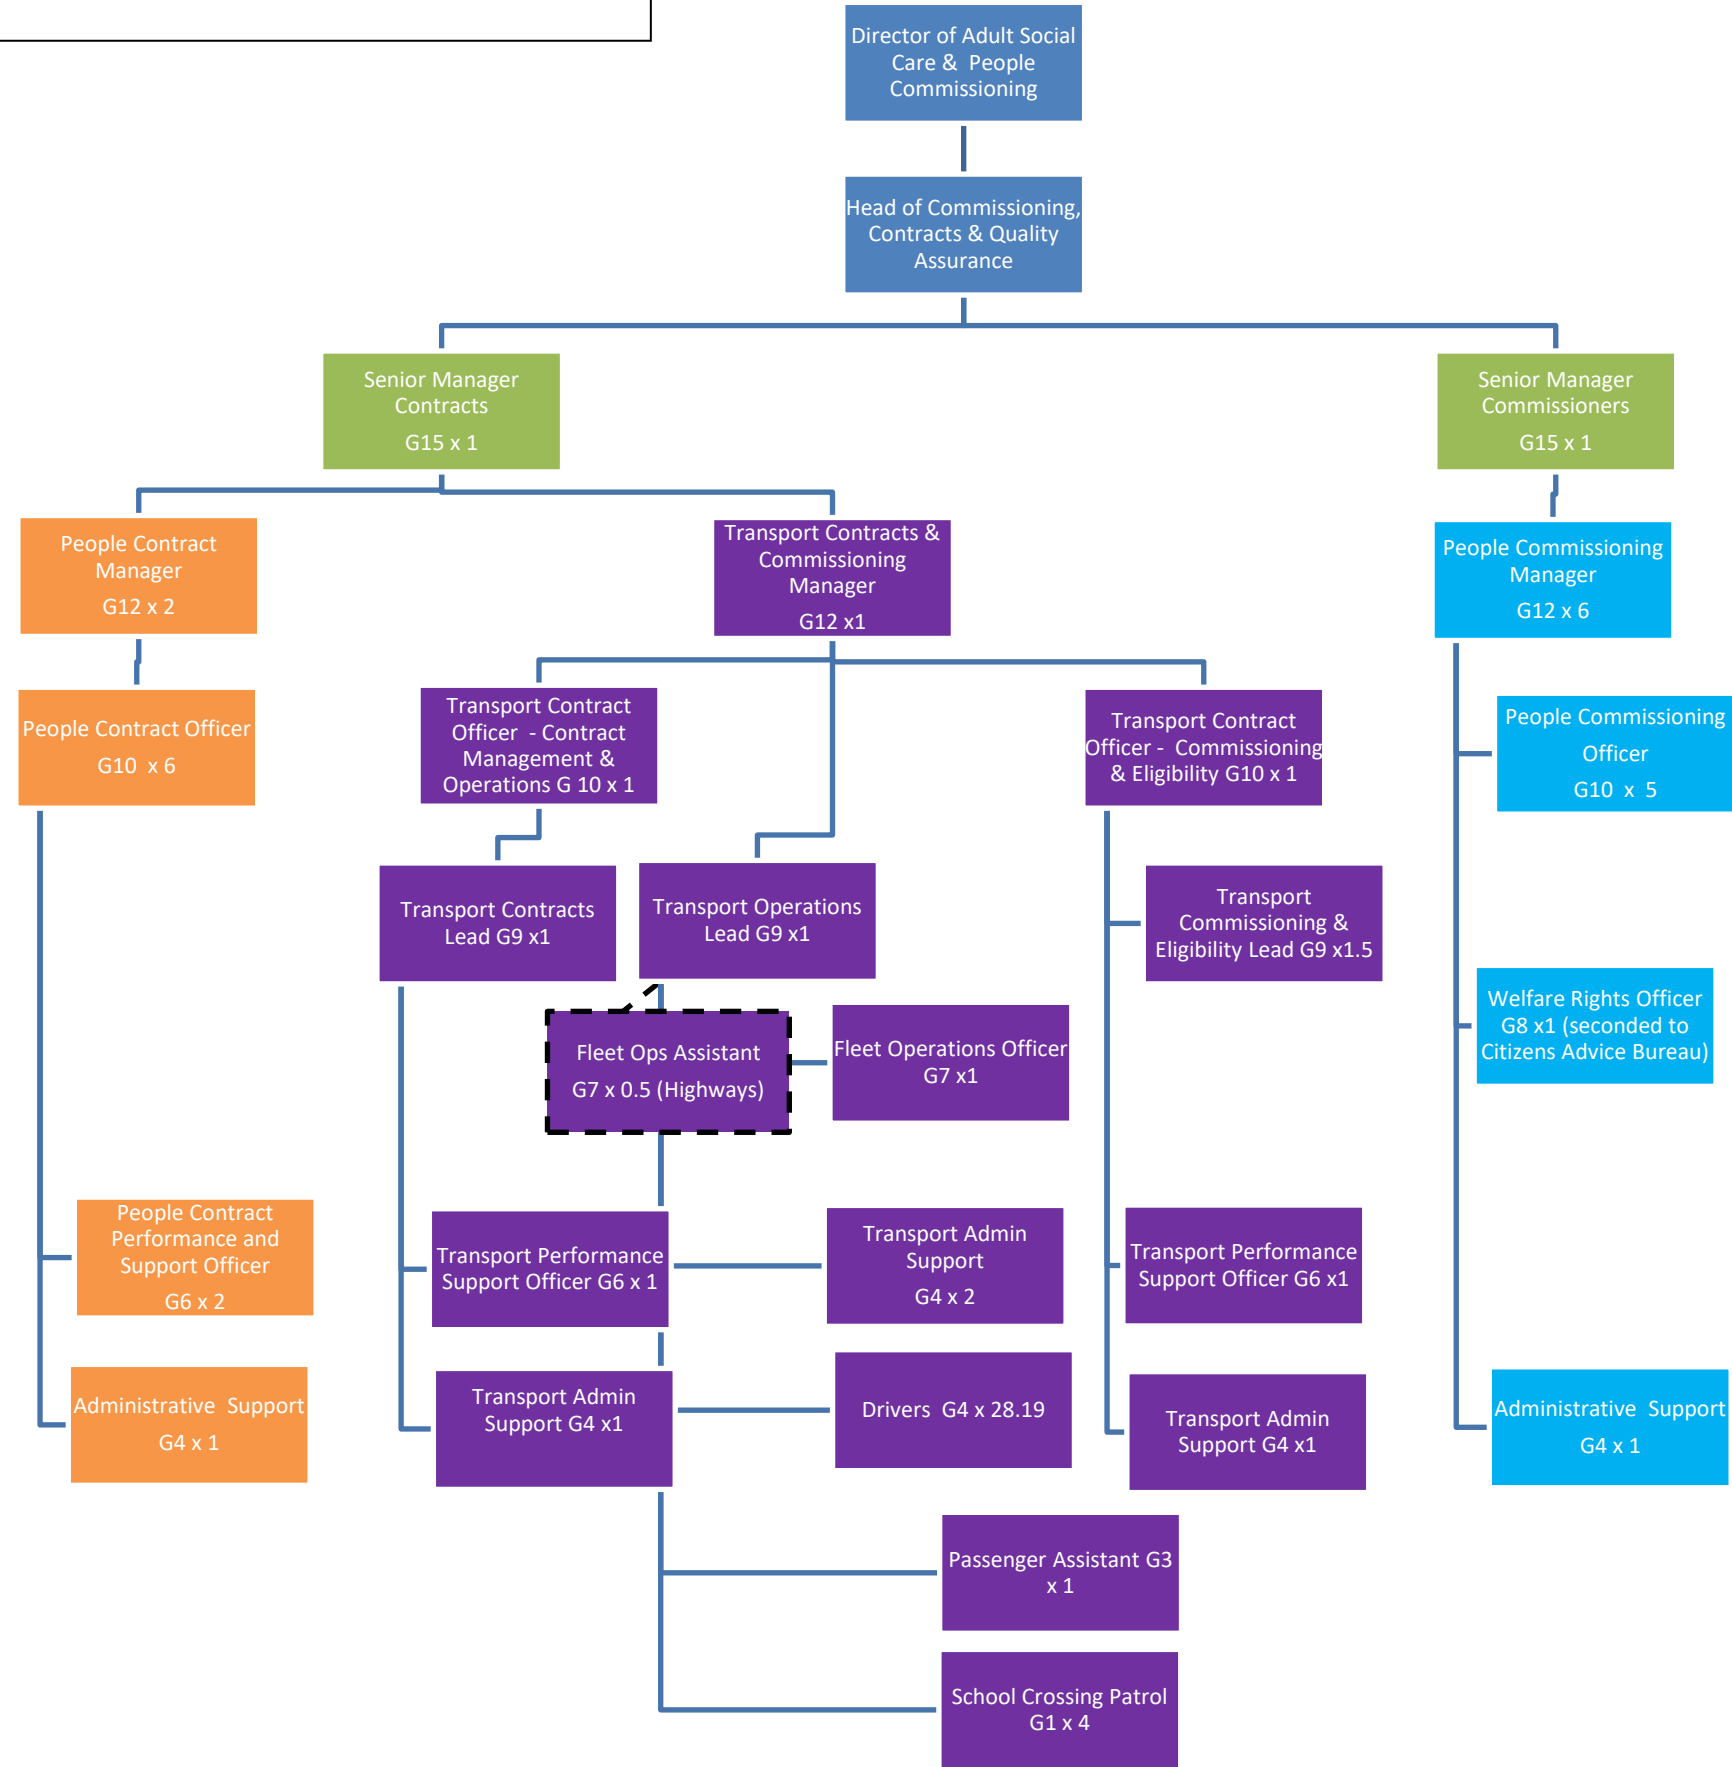 Director of Adult Social
Care &  People
Commissioning
Head of Commissioning,
Contracts & Quality
Assurance
Senior Manager
Contracts
G15 x 1
Senior Manager
Commissioners
G15 x 1
People Contract
Manager
G12 x 2
Transport Contracts &
Commissioning
Manager
G12 x1
People Commissioning
Manager
G12 x 6
People Contract Officer
G10  x 6
Transport Contract
Officer  - Contract
Management &
Operations G 10 x 1
Transport Contract
Officer -  Commissioning
& Eligibility G10 x 1
People Commissioning
Officer
G10  x  5
Transport Contracts
Lead G9 x1
Transport Operations
Lead G9 x1
Transport
Commissioning &
Eligibility Lead G9 x1.5
Welfare Rights Officer
G8 x1 (seconded to
Citizens Advice Bureau)
Fleet Ops Assistant
G7 x 0.5 (Highways)
Fleet Operations Officer
G7 x1
People Contract
Performance and
Support Officer
G6 x 2
Transport Performance
Support Officer G6 x 1
Transport Admin
Support
G4 x 2
Transport Performance
Support Officer G6 x1
Administrative  Support
G4 x 1
Transport Admin
Support G4 x1
Drivers  G4 x 28.19
Transport Admin
Support G4 x1
Administrative  Support
G4 x 1
Passenger Assistant G3
x 1
School Crossing Patrol
G1 x 4